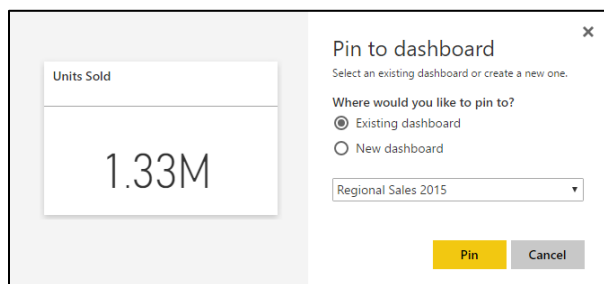 Units Sold
1.33M
Pin to dashboard
Select an existing dashboard or create a new one.
Where would you like to pin to?
Existing dashboard
New dashboard
Regional Sales 2015
Pin
Cancel